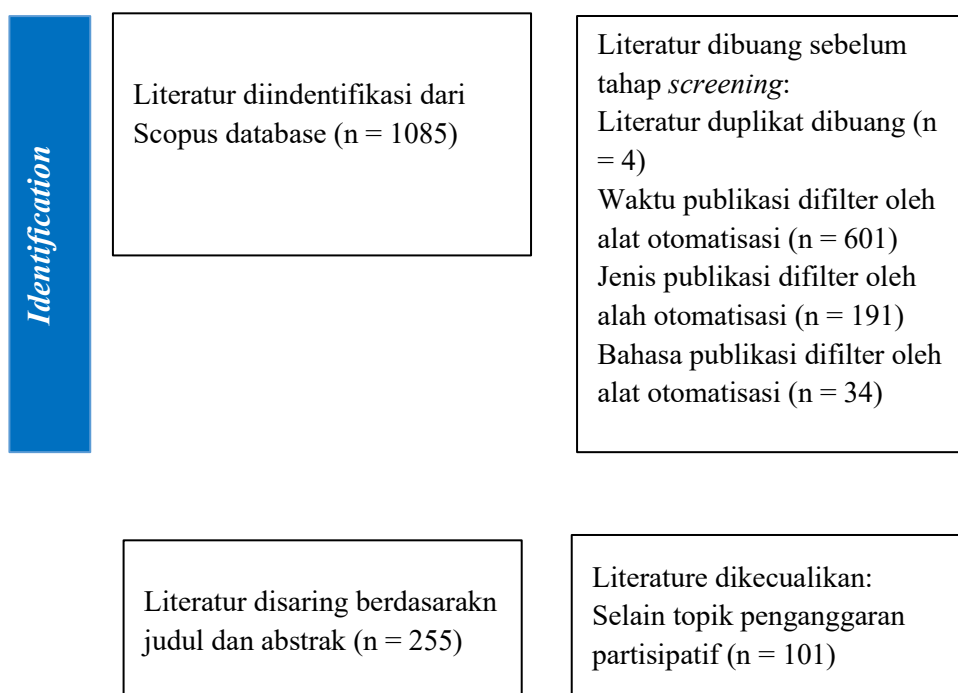 Identification
Literatur diindentifikasi dari
Scopus database (n = 1085)
Literatur dibuang sebelum
tahap screening:
Literatur duplikat dibuang (n
= 4)
Waktu publikasi difilter oleh
alat otomatisasi (n = 601)
Jenis publikasi difilter oleh
alah otomatisasi (n = 191)
Bahasa publikasi difilter oleh
alat otomatisasi (n = 34)
Literatur disaring berdasarakn
judul dan abstrak (n = 255)
Literature dikecualikan:
Selain topik penganggaran
partisipatif (n = 101)